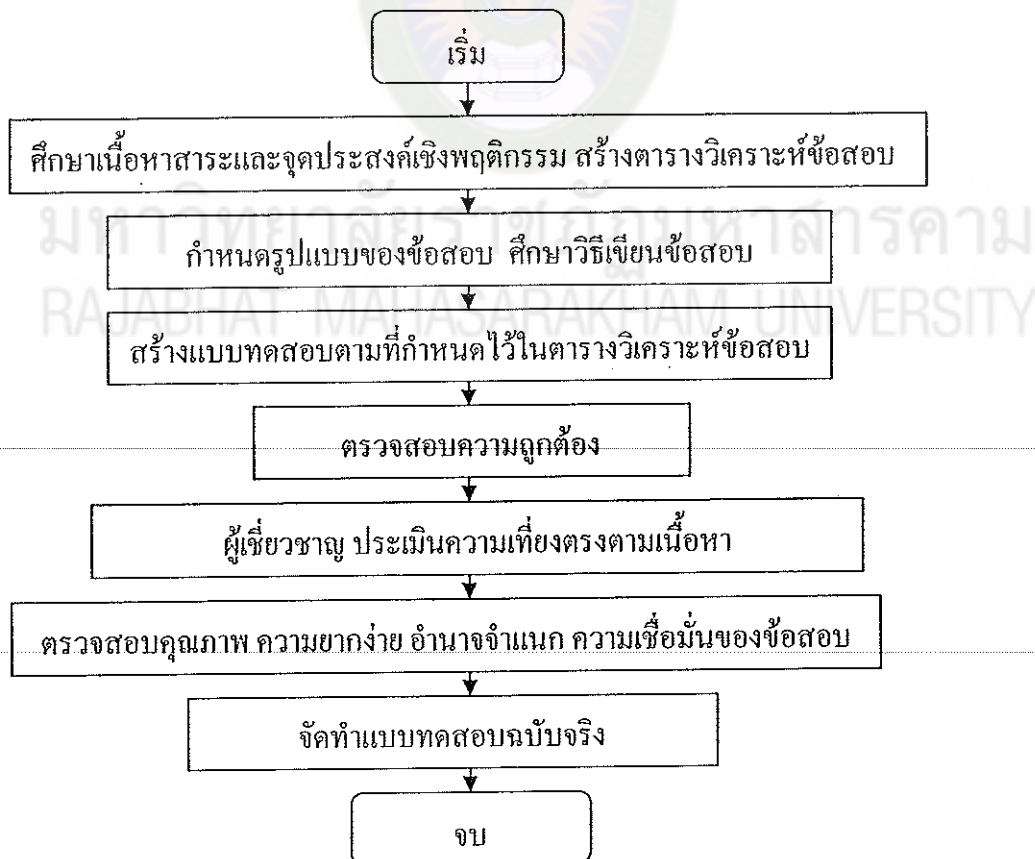 เริ่ม
ศึกษาเนื้อหาสาระและจุดประสงค์เชิงพฤติกรรม สร้างตารางวิเคราะห์ข้อสอบ
มหาวิทยาลัยราชภัฏมหาสารคาม
กำหนดรูปแบบของข้อสอบ ศึกษาวิธีเขียนข้อสอบ
RAJABHAT MAHASARAKHAM UNIVERSITY
สร้างแบบทดสอบตามที่กำหนดไว้ในตารางวิเคราะห์ข้อสอบ
ตรวจสอบความถูกต้อง
ผู้เชี่ยวชาญ ประเมินความเที่ยงตรงตามเนื้อหา
ตรวจสอบคุณภาพ ความยากง่าย อำนาจจำแนก ความเชื่อมั่นของข้อสอบ
จัดทำแบบทดสอบฉบับจริง
จบ